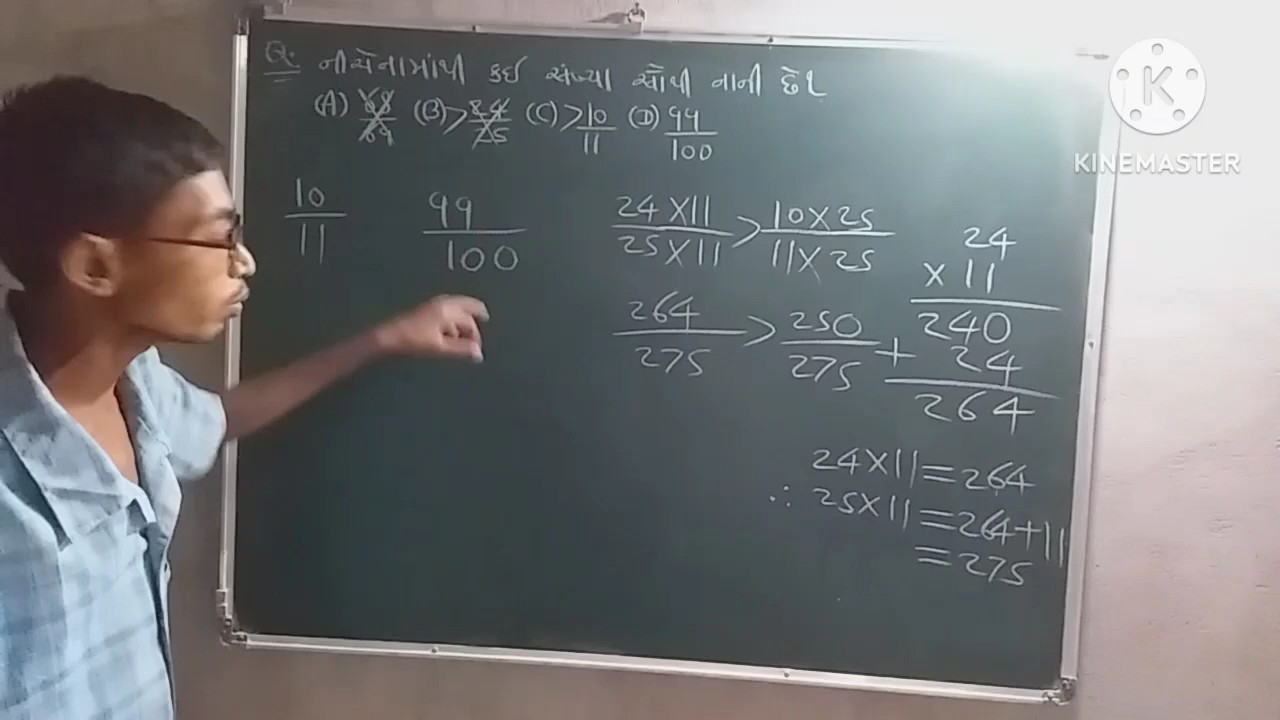 Q. નીચેનામાંથી કઈ સંખ્યા સૌથી નાની છે?
(A) 68/69 (B) > 24/25 (C) > 10/11 (D) 99/100
10/11 99/100
24 X 11 / 25 X 11 > 10 X 25 / 11 X 25
264/275 > 250/275
24
X 11
240
+ 24
264
24 X 11 = 264
∴ 25 X 11 = 264 + 11
= 275
K
KINEMASTER